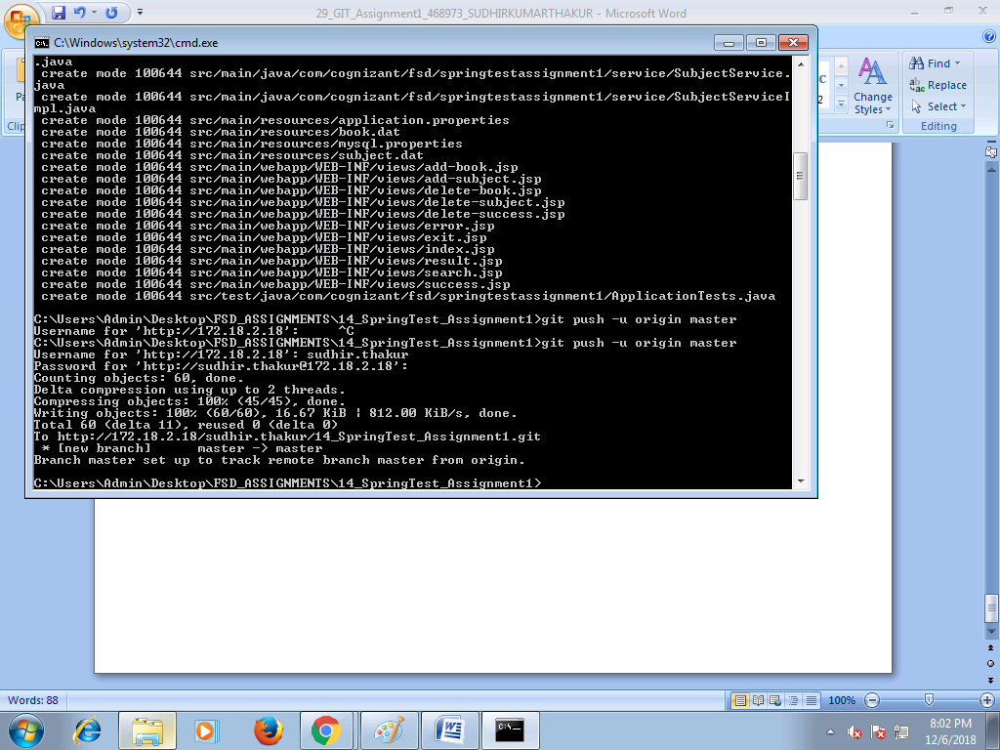 29_GIT_Assignment1_468973_SUDHIRKUMARTHAKUR - Microsoft Word
C:\Windows\system32\cmd.exe
.java
create mode 100644 src/main/java/com/cognizant/fsd/springtestassignment1/service/SubjectService.
java
create mode 100644 src/main/java/com/cognizant/fsd/springtestassignment1/service/SubjectServiceI
mpl.java
create mode 100644 src/main/resources/application.properties
create mode 100644 src/main/resources/book.dat
create mode 100644 src/main/resources/mysql.properties
create mode 100644 src/main/resources/subject.dat
create mode 100644 src/main/webapp/WEB-INF/views/add-book.jsp
create mode 100644 src/main/webapp/WEB-INF/views/add-subject.jsp
create mode 100644 src/main/webapp/WEB-INF/views/delete-book.jsp
create mode 100644 src/main/webapp/WEB-INF/views/delete-subject.jsp
create mode 100644 src/main/webapp/WEB-INF/views/delete-success.jsp
create mode 100644 src/main/webapp/WEB-INF/views/error.jsp
create mode 100644 src/main/webapp/WEB-INF/views/exit.jsp
create mode 100644 src/main/webapp/WEB-INF/views/index.jsp
create mode 100644 src/main/webapp/WEB-INF/views/result.jsp
create mode 100644 src/main/webapp/WEB-INF/views/search.jsp
create mode 100644 src/main/webapp/WEB-INF/views/success.jsp
create mode 100644 src/test/java/com/cognizant/fsd/springtestassignment1/ApplicationTests.java
C:\Users\Admin\Desktop\FSD_ASSIGNMENTS\14_SpringTest_Assignment1>git push -u origin master
Username for 'http://172.18.2.18': ^C
C:\Users\Admin\Desktop\FSD_ASSIGNMENTS\14_SpringTest_Assignment1>git push -u origin master
Username for 'http://172.18.2.18': sudhir.thakur
Password for 'http://sudhir.thakur@172.18.2.18':
Counting objects: 60, done.
Delta compression using up to 2 threads.
Compressing objects: 100% (45/45), done.
Writing objects: 100% (60/60), 16.67 KiB | 812.00 KiB/s, done.
Total 60 (delta 11), reused 0 (delta 0)
To http://172.18.2.18/sudhir.thakur/14_SpringTest_Assignment1.git
* [new branch] master -> master
Branch master set up to track remote branch master from origin.
C:\Users\Admin\Desktop\FSD_ASSIGNMENTS\14_SpringTest_Assignment1>
Change
Styles
Find
Replace
Select
Editing
Words: 88
100%
8:02 PM
12/6/2018